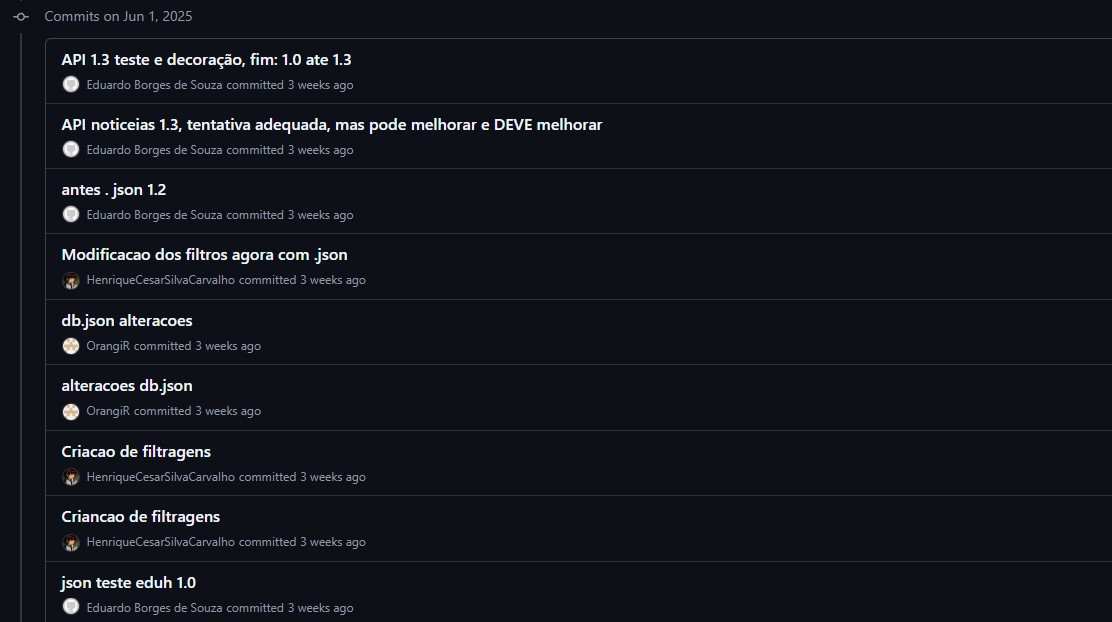 Commits on Jun 1, 2025
API 1.3 teste e decoração, fim: 1.0 ate 1.3
Eduardo Borges de Souza committed 3 weeks ago
API noticeias 1.3, tentativa adequada, mas pode melhorar e DEVE melhorar
Eduardo Borges de Souza committed 3 weeks ago
antes . json 1.2
Eduardo Borges de Souza committed 3 weeks ago
Modificacao dos filtros agora com .json
HenriqueCesarSilvaCarvalho committed 3 weeks ago
db.json alteracoes
OrangiR committed 3 weeks ago
alteracoes db.json
OrangiR committed 3 weeks ago
Criacao de filtragens
HenriqueCesarSilvaCarvalho committed 3 weeks ago
Criancao de filtragens
HenriqueCesarSilvaCarvalho committed 3 weeks ago
json teste eduh 1.0
Eduardo Borges de Souza committed 3 weeks ago